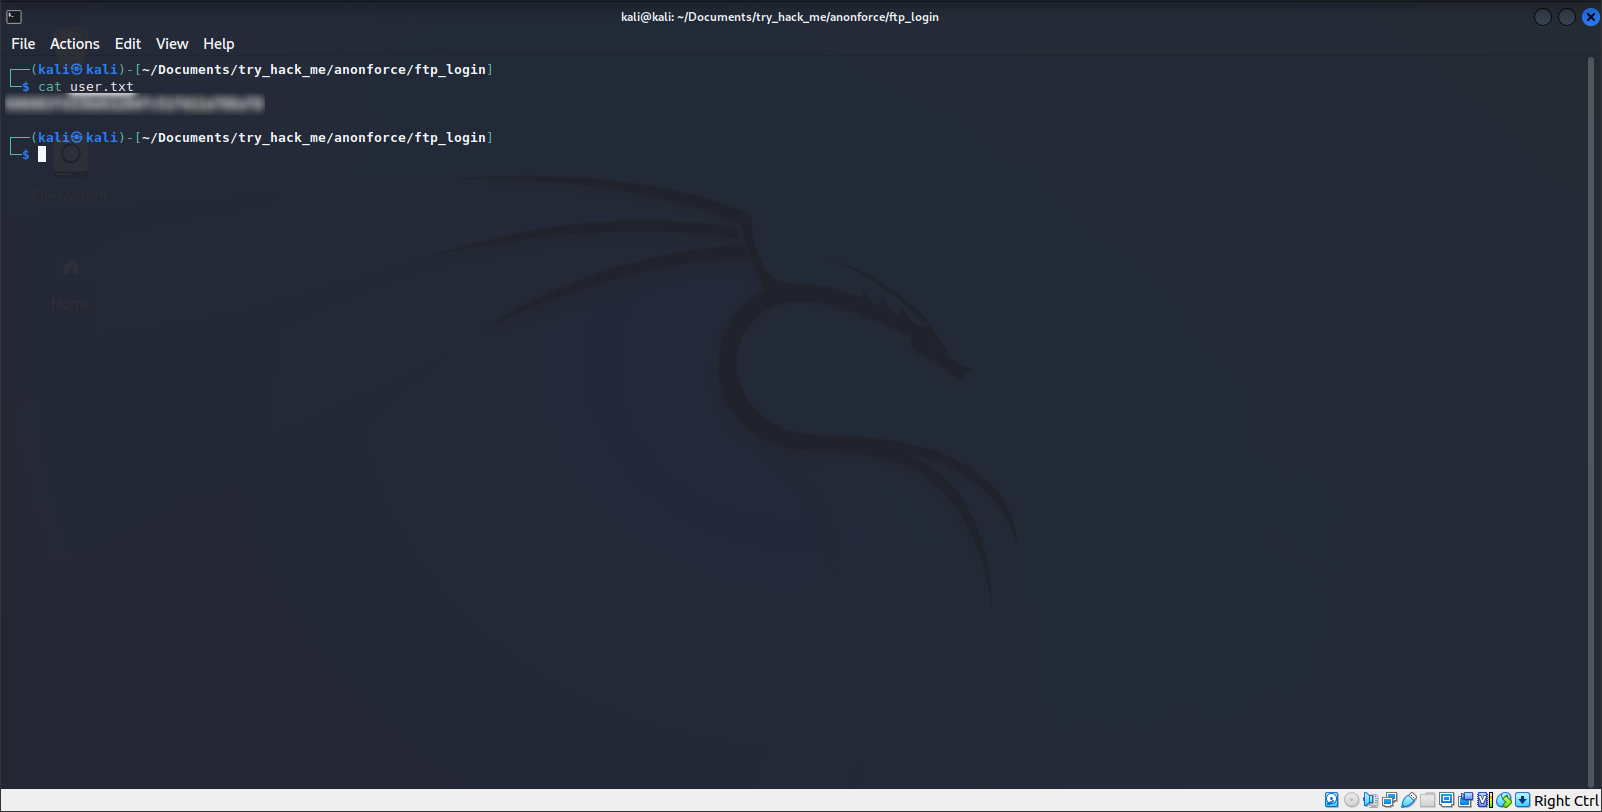 kali@kali: ~/Documents/try_hack_me/anonforce/ftp_login
File Actions Edit View Help
┌──(kali㉿kali)-[~/Documents/try_hack_me/anonforce/ftp_login]
└─$ cat user.txt
┌──(kali㉿kali)-[~/Documents/try_hack_me/anonforce/ftp_login]
└─$
File System
Home
Right Ctrl